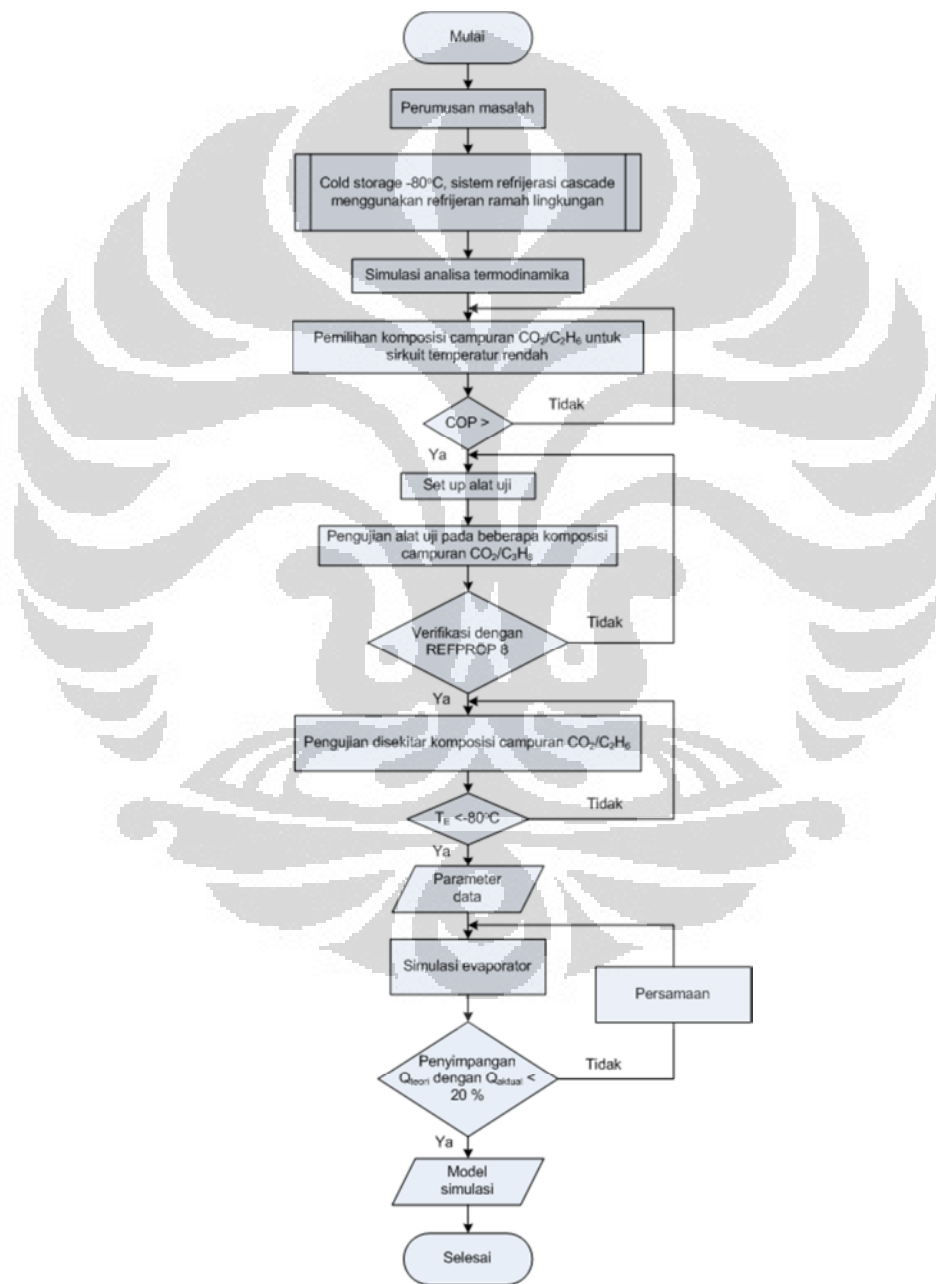 Mulai
Perumusan masalah
Cold storage -80°C, sistem refrijerasi cascade
menggunakan refrijeran ramah lingkungan
Simulasi analisa termodinamika
Pemilihan komposisi campuran CO₂/C₂H₆ untuk
sirkuit temperatur rendah
Tidak
COP >
Ya
Set up alat uji
Pengujian alat uji pada beberapa komposisi
campuran CO₂/C₃H₈
Tidak
Verifikasi dengan
REFPROP 8
Ya
Pengujian disekitar komposisi campuran CO₂/C₂H₆
Tidak
T_E <-80°C
Ya
Parameter
data
Simulasi evaporator
Persamaan
Penyimpangan
Tidak
Q_teori dengan Q_aktual <
20 %
Ya
Model
simulasi
Selesai